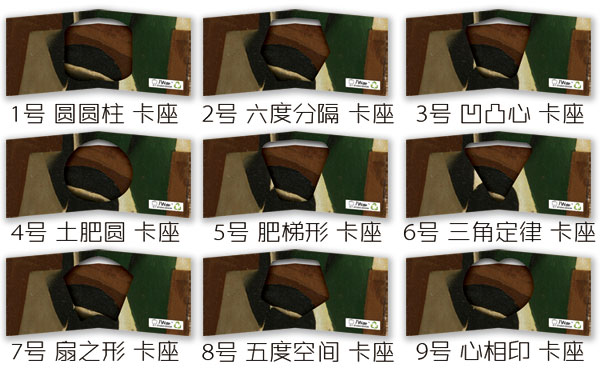 1号 圆圆柱 卡座
2号 六度分隔 卡座
3号 凹凸心 卡座
4号 土肥圆 卡座
5号 肥梯形 卡座
6号 三角定律 卡座
7号 扇之形 卡座
8号 五度空间 卡座
9号 心相印 卡座